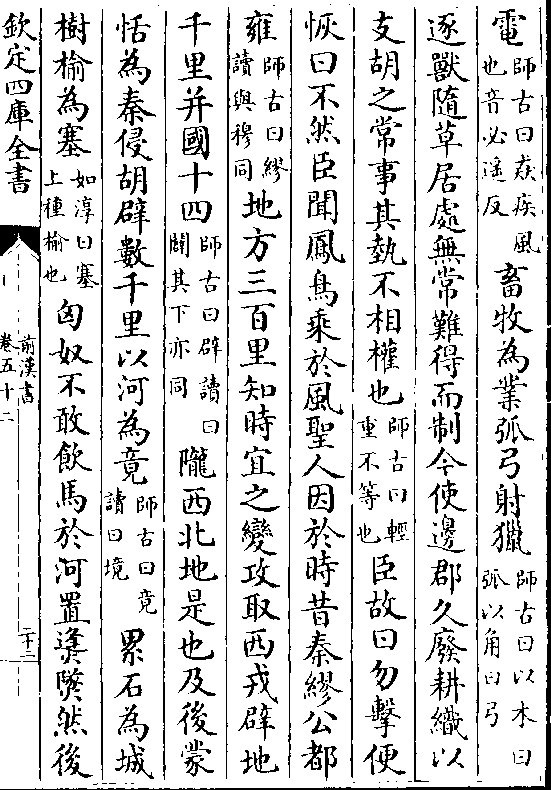 電師古曰猋疾風也音必遥反畜牧為業弧弓射獵師古曰以木曰弧以角曰弓
逐獸隨草居處無常難得而制今使邊郡久廢耕織以
支胡之常事其埶不相權也師古曰輕重不等也臣故曰勿擊便
恢曰不然臣聞鳳鳥乘於風聖人因於時昔秦繆公都
雍師古曰繆讀與穆同地方三百里知時宜之變攻取西戎辟地
千里并國十四師古曰辟讀曰闢其下亦同隴西北地是也及後蒙
恬為秦侵胡辟數千里以河為竟師古曰竟讀曰境累石為城
樹榆為塞如淳曰塞上種榆也匈奴不敢飲馬於河置㷭㸂然後
欽定四庫全書
前漢書
卷五十二
二十二